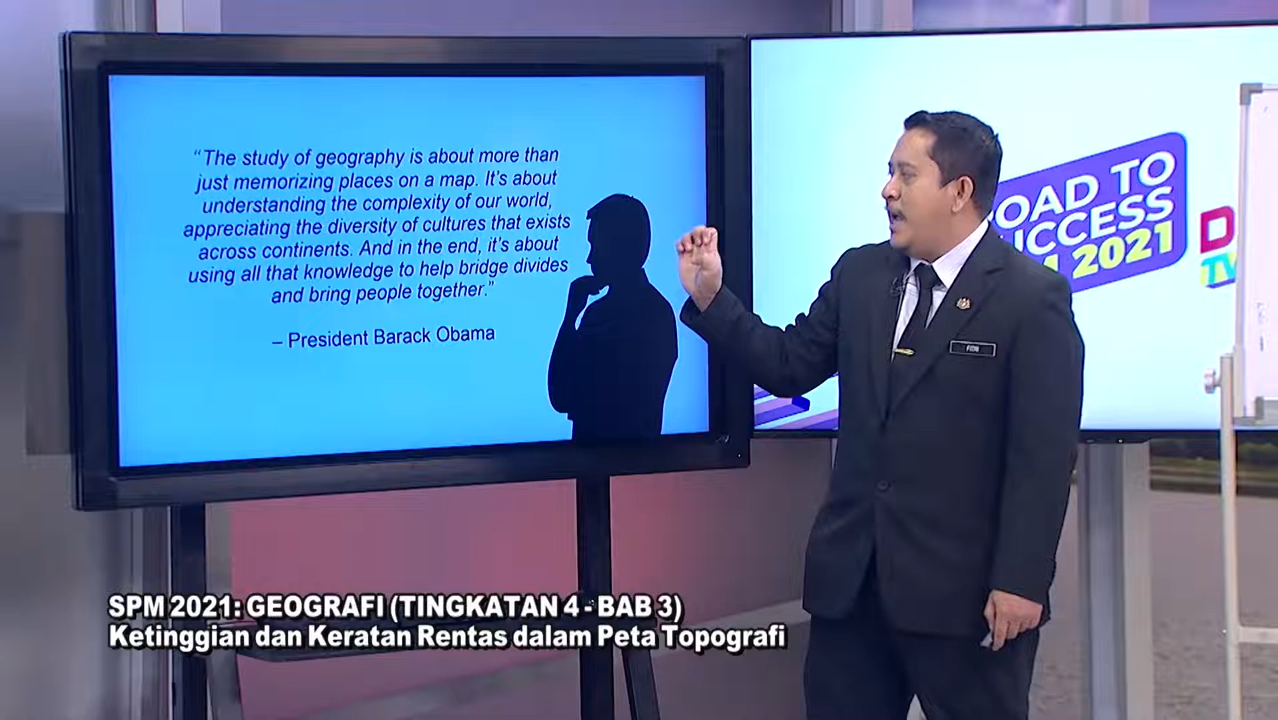 “The study of geography is about more than
just memorizing places on a map. It’s about
understanding the complexity of our world,
appreciating the diversity of cultures that exists
across continents. And in the end, it’s about
using all that knowledge to help bridge divides
and bring people together.”
– President Barack Obama
OAD TO
UCCESS
2021
D
TV
SPM 2021: GEOGRAFI (TINGKATAN 4 - BAB 3)
Ketinggian dan Keratan Rentas dalam Peta Topografi